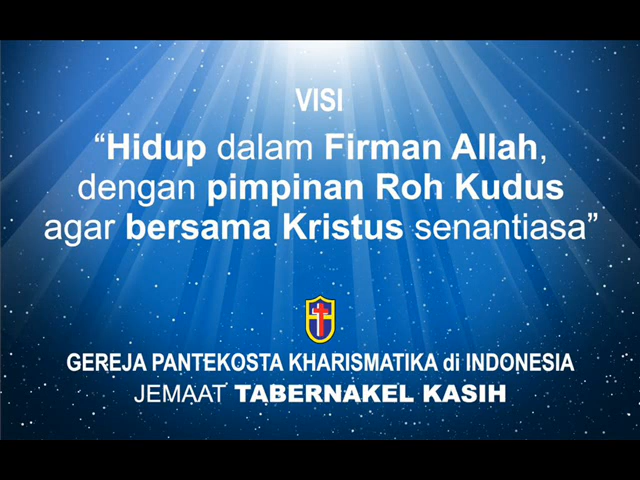 VISI
“Hidup dalam Firman Allah,
dengan pimpinan Roh Kudus
agar bersama Kristus senantiasa”
GEREJA PANTEKOSTA KHARISMATIKA di INDONESIA
JEMAAT TABERNAKEL KASIH